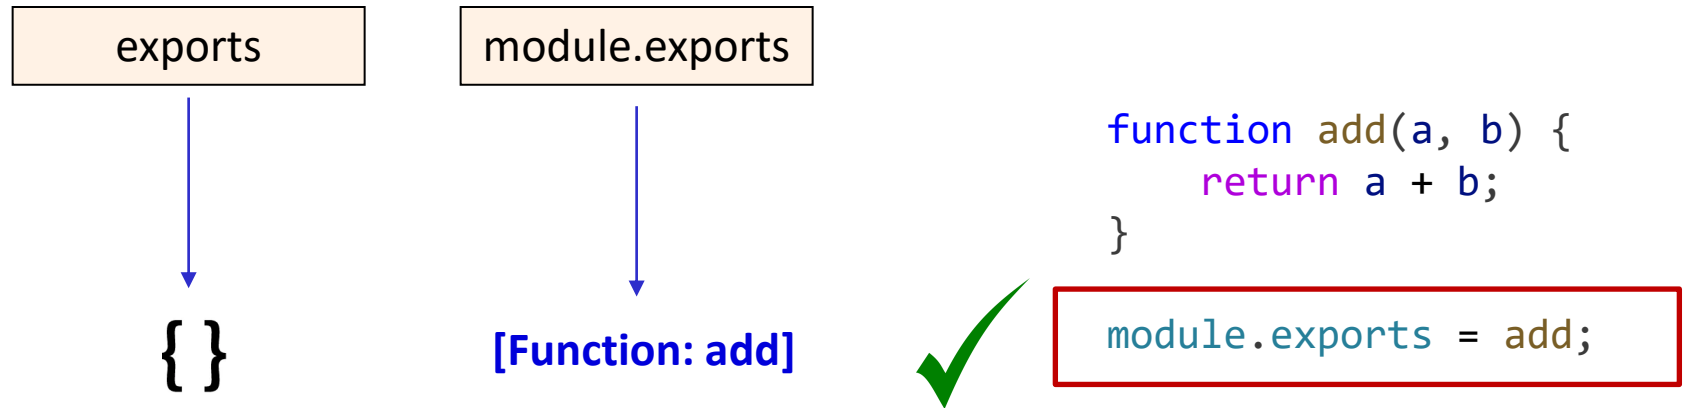 exports
module.exports
{ }
[Function: add]
function add(a, b) {
    return a + b;
}
module.exports = add;